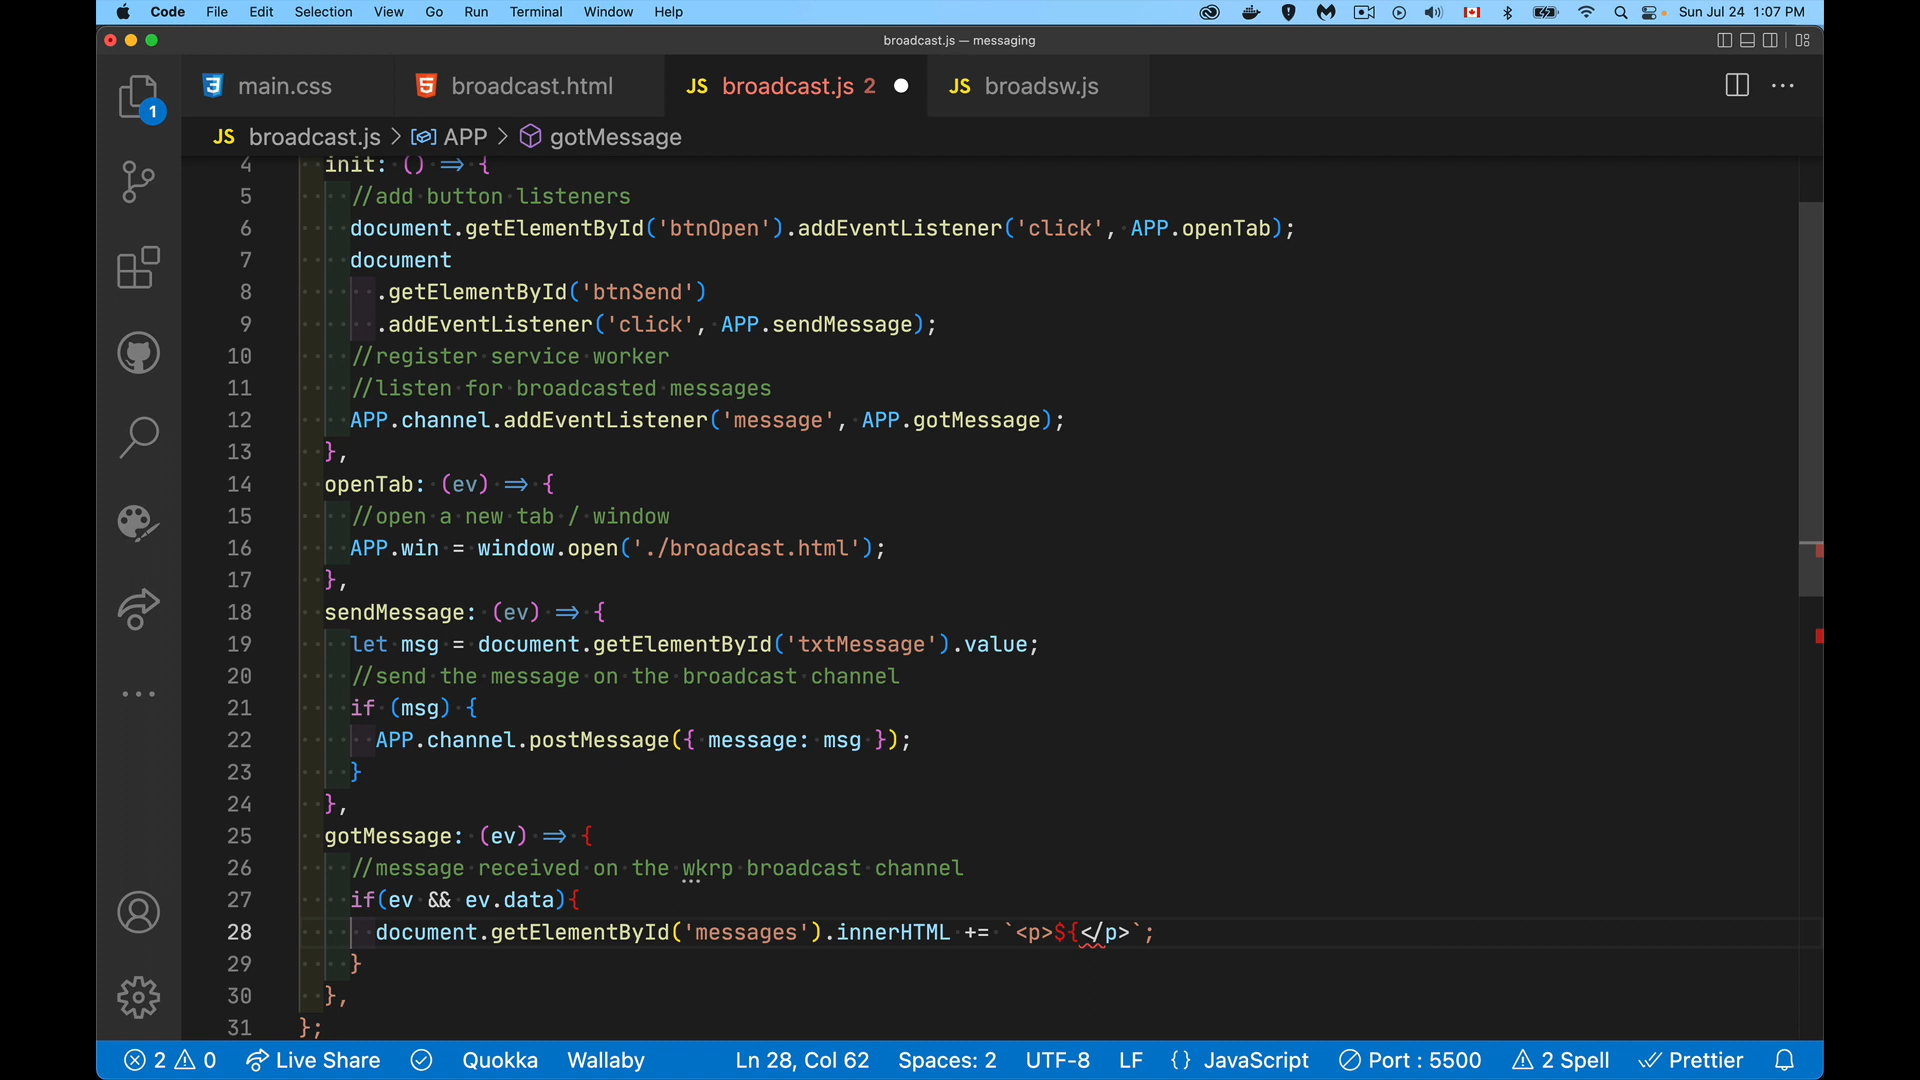 Code File Edit Selection View Go Run Terminal Window Help Sun Jul 24 1:07 PM
broadcast.js — messaging
main.css broadcast.html JS broadcast.js 2 JS broadsw.js
1
JS broadcast.js > APP > gotMessage
4 init: () => {
5 //add button listeners
6 document.getElementById('btnOpen').addEventListener('click', APP.openTab);
7 document
8 .getElementById('btnSend')
9 .addEventListener('click', APP.sendMessage);
10 //register service worker
11 //listen for broadcasted messages
12 APP.channel.addEventListener('message', APP.gotMessage);
13 },
14 openTab: (ev) => {
15 //open a new tab / window
16 APP.win = window.open('./broadcast.html');
17 },
18 sendMessage: (ev) => {
19 let msg = document.getElementById('txtMessage').value;
20 //send the message on the broadcast channel
21 if (msg) {
22 APP.channel.postMessage({ message: msg });
23 }
24 },
25 gotMessage: (ev) => {
26 //message received on the wkrp broadcast channel
27 if(ev && ev.data){
28 document.getElementById('messages').innerHTML += `<p>${</p>`;
29 }
30 },
31 };
2 0 Live Share Quokka Wallaby Ln 28, Col 62 Spaces: 2 UTF-8 LF {} JavaScript Port : 5500 2 Spell Prettier